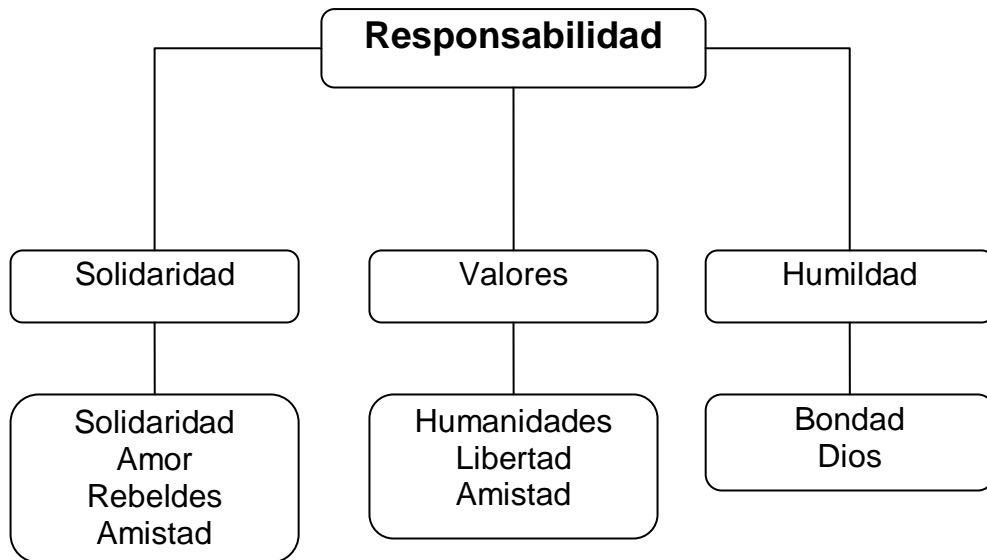 Responsabilidad
Solidaridad
Valores
Humildad
Solidaridad
Amor
Rebeldes
Amistad
Humanidades
Libertad
Amistad
Bondad
Dios